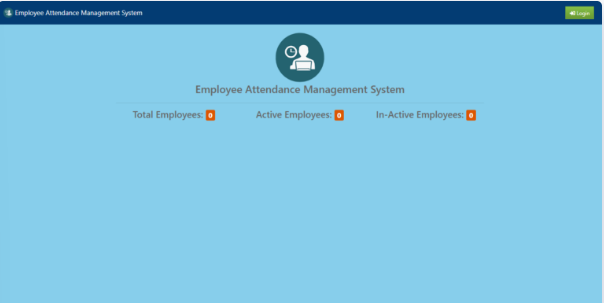 Employee Attendance Management System
Login
Employee Attendance Management System
Total Employees: 0 Active Employees: 0 In-Active Employees: 0